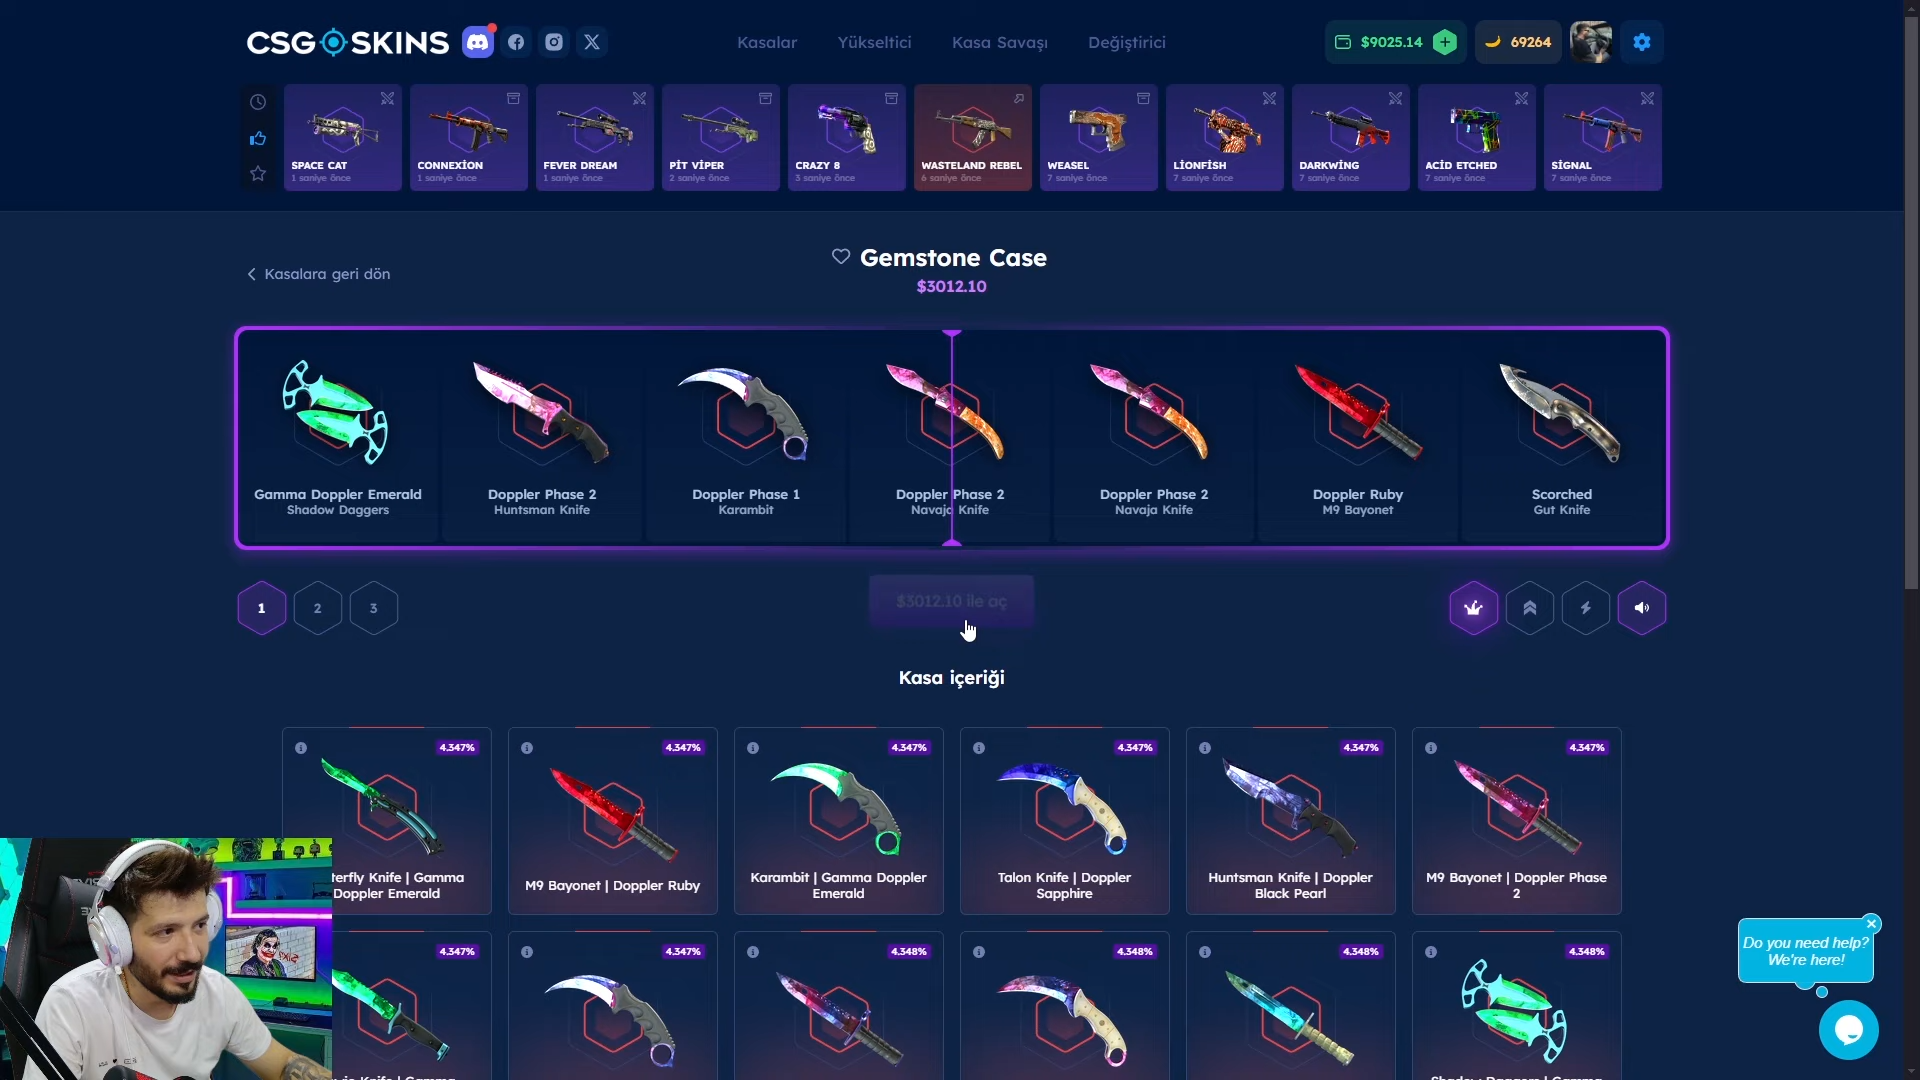 CSG SKINS
Kasalar
Yükseltici
Kasa Savaşı
Değiştirici
$9025.14
69264
SPACE CAT
1 saniye önce
CONNEXİON
1 saniye önce
FEVER DREAM
1 saniye önce
PİT VİPER
2 saniye önce
CRAZY 8
3 saniye önce
WASTELAND REBEL
6 saniye önce
WEASEL
7 saniye önce
LİONFİSH
7 saniye önce
DARKWİNG
7 saniye önce
ACİD ETCHED
7 saniye önce
SİGNAL
7 saniye önce
Kasalara geri dön
Gemstone Case
$3012.10
Gamma Doppler Emerald
Shadow Daggers
Doppler Phase 2
Huntsman Knife
Doppler Phase 1
Karambit
Doppler Phase 2
Navaja Knife
Doppler Phase 2
Navaja Knife
Doppler Ruby
M9 Bayonet
Scorched
Gut Knife
1
2
3
$3012.10 ile aç
Kasa içeriği
4.347%
terfly Knife | Gamma
Doppler Emerald
4.347%
M9 Bayonet | Doppler Ruby
4.347%
Karambit | Gamma Doppler
Emerald
4.347%
Talon Knife | Doppler
Sapphire
4.347%
Huntsman Knife | Doppler
Black Pearl
4.347%
M9 Bayonet | Doppler Phase
2
4.347%
4.347%
4.348%
4.348%
4.348%
4.348%
Do you need help?
We're here!